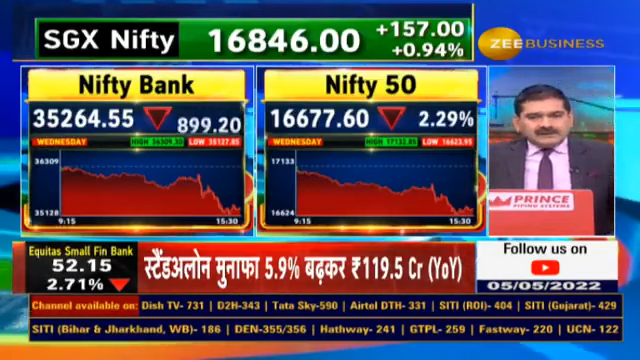 SGX Nifty 16846.00 +157.00 +0.94%
ZEE BUSINESS
Nifty Bank
35264.55 899.20
WEDNESDAY HIGH 36309.30 LOW 35127.85
36309
35128
9:15 15:30
Nifty 50
16677.60 2.29%
WEDNESDAY HIGH 17132.85 LOW 16623.95
17133
16624
9:15 15:30
PRINCE
PIPING SYSTEMS
Equitas Small Fin Bank
52.15
2.71%
स्टैंडअलोन मुनाफा 5.9% बढ़कर ₹119.5 Cr (YoY)
Follow us on
05/05/2022
Channel available on: Dish TV- 731 | D2H-343 | Tata Sky-590 | Airtel DTH- 331 | SITI (ROI)- 404 | SITI (Gujarat)- 429
SITI (Bihar & Jharkhand, WB)- 186 | DEN-355/356 | Hathway- 241 | GTPL- 259 | Fastway- 220 | UCN- 122